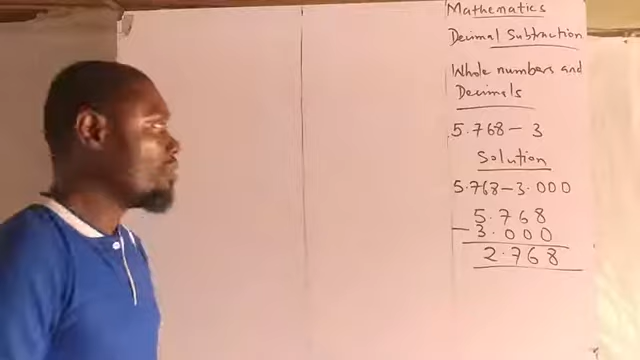 Mathematics
Decimal Subtraction
Whole numbers and
Decimals
5.768 - 3
Solution
5.768 - 3.000
5.768
- 3.000
2.768